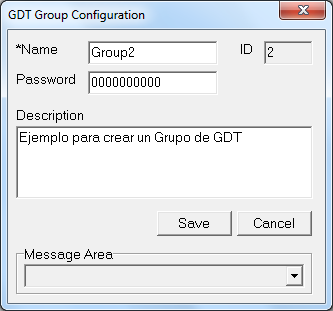 GDT Group Configuration
*Name Group2 ID 2
Password 0000000000
Description
Ejemplo para crear un Grupo de GDT
Save Cancel
Message Area